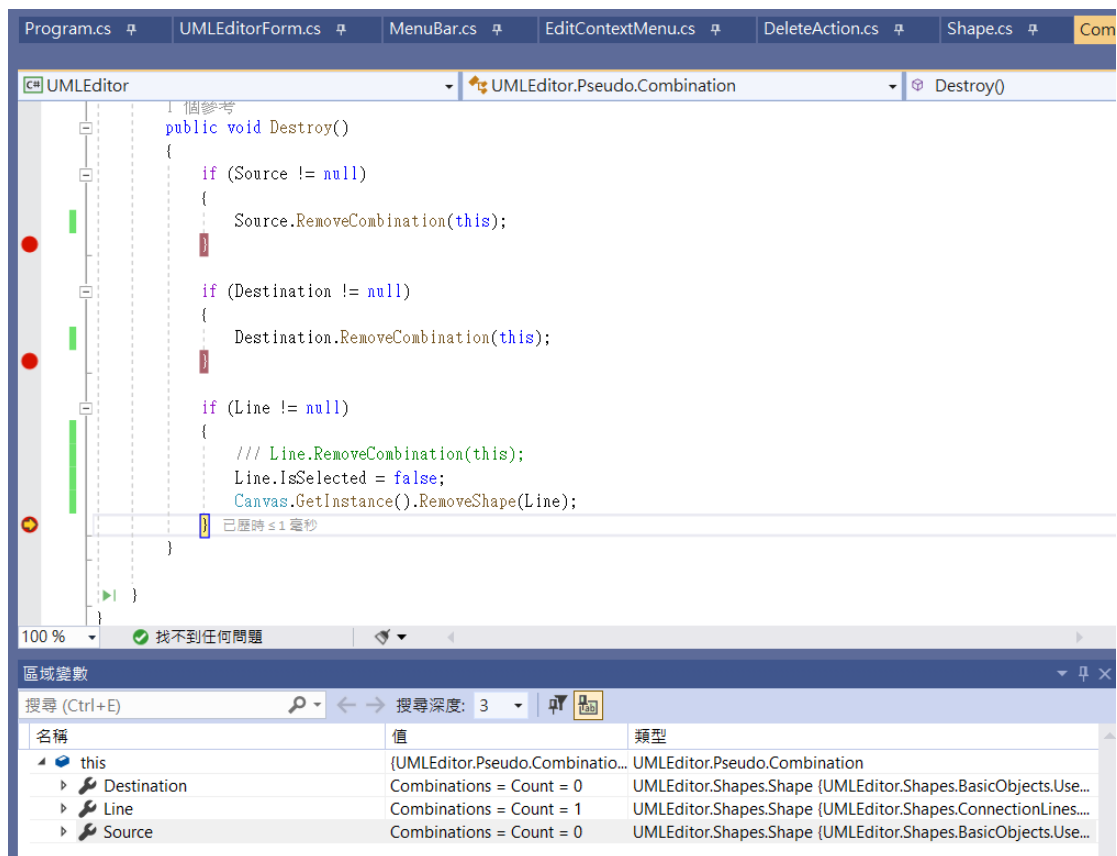 Program.cs UMLEditorForm.cs MenuBar.cs EditContextMenu.cs DeleteAction.cs Shape.cs Com
C# UMLEditor UMLEditor.Pseudo.Combination Destroy()
1 個參考
public void Destroy()
{
if (Source != null)
{
Source.RemoveCombination(this);
}
if (Destination != null)
{
Destination.RemoveCombination(this);
}
if (Line != null)
{
/// Line.RemoveCombination(this);
Line.IsSelected = false;
Canvas.GetInstance().RemoveShape(Line);
} 已歷時 ≤ 1 毫秒
}
}
}
100 % 找不到任何問題
區域變數
搜尋 (Ctrl+E) 搜尋深度: 3
名稱 值 類型
this {UMLEditor.Pseudo.Combinatio... UMLEditor.Pseudo.Combination
Destination Combinations = Count = 0 UMLEditor.Shapes.Shape {UMLEditor.Shapes.BasicObjects.Use...
Line Combinations = Count = 1 UMLEditor.Shapes.Shape {UMLEditor.Shapes.ConnectionLines....
Source Combinations = Count = 0 UMLEditor.Shapes.Shape {UMLEditor.Shapes.BasicObjects.Use...